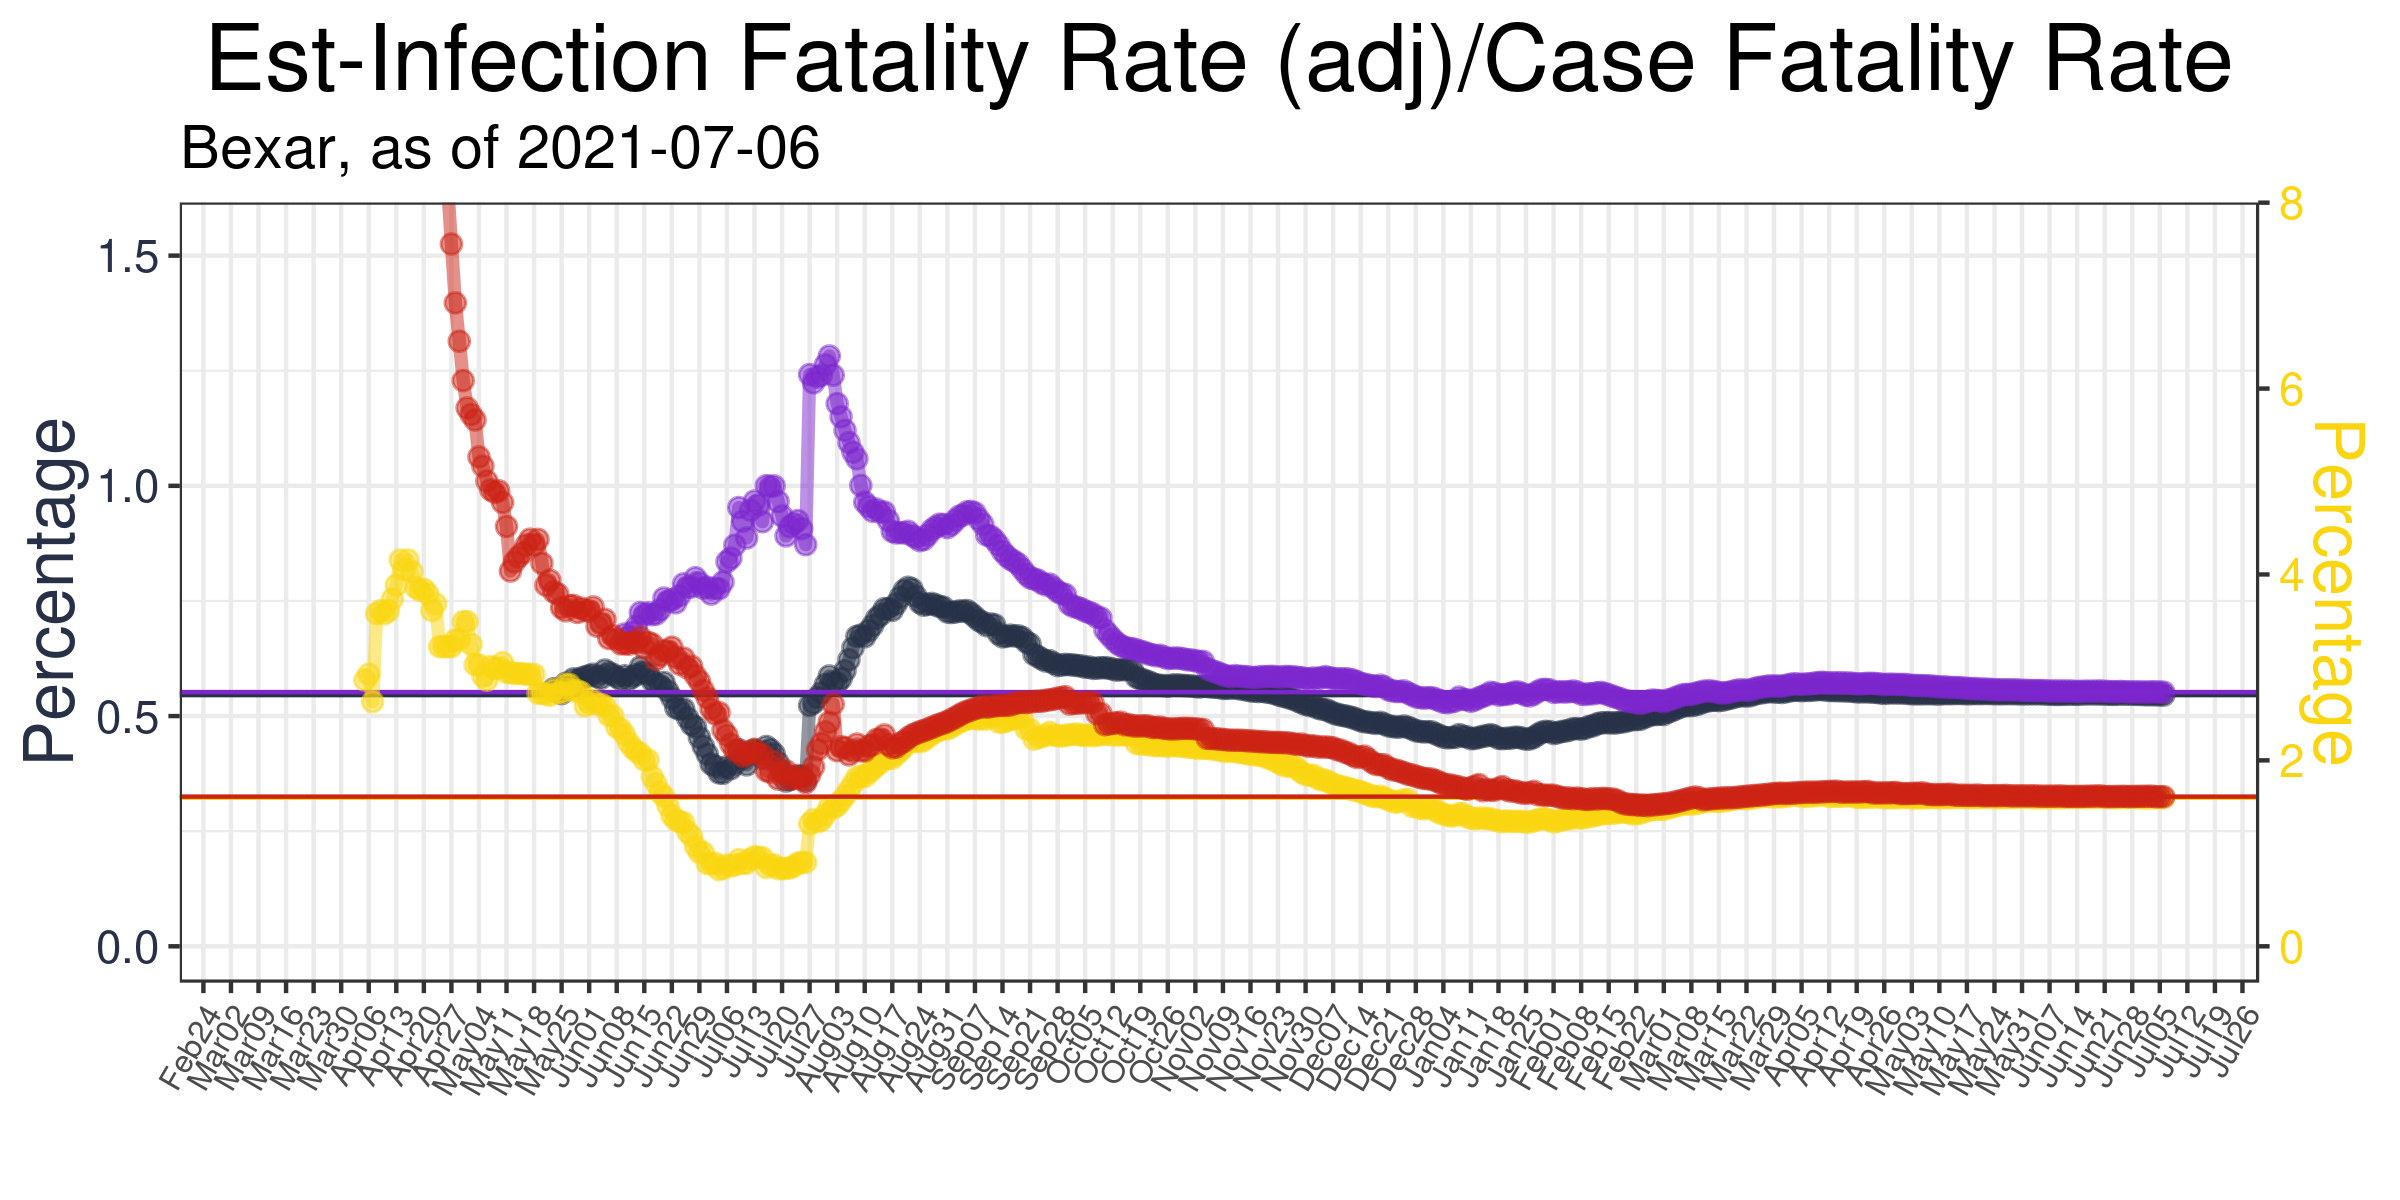 Est-Infection Fatality Rate (adj)/Case Fatality Rate
Bexar, as of 2021-07-06
Percentage
1.5
1.0
0.5
0.0
8
6
4
2
0
Percentage
Feb24
Mar02
Mar09
Mar16
Mar23
Mar30
Apr06
Apr13
Apr20
Apr27
May04
May11
May18
May25
Jun01
Jun08
Jun15
Jun22
Jun29
Jul06
Jul13
Jul20
Jul27
Aug03
Aug10
Aug17
Aug24
Aug31
Sep07
Sep14
Sep21
Sep28
Oct05
Oct12
Oct19
Oct26
Nov02
Nov09
Nov16
Nov23
Nov30
Dec07
Dec14
Dec21
Dec28
Jan04
Jan11
Jan18
Jan25
Feb01
Feb08
Feb15
Feb22
Mar01
Mar08
Mar15
Mar22
Mar29
Apr05
Apr12
Apr19
Apr26
May03
May10
May17
May24
May31
Jun07
Jun14
Jun21
Jun28
Jul05
Jul12
Jul19
Jul26